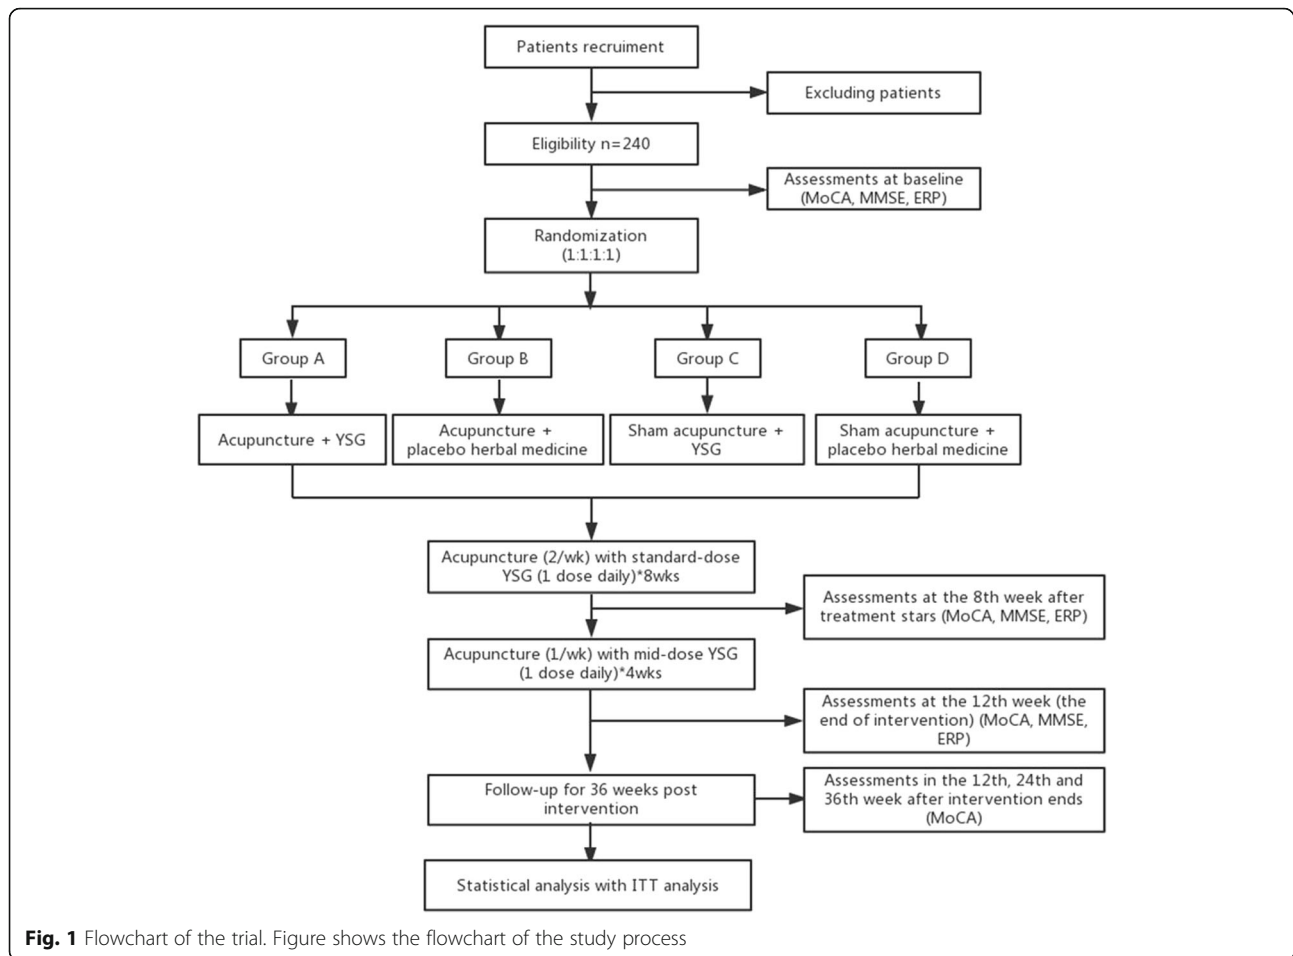 Patients recruiment
Excluding patients
Eligibility n=240
Assessments at baseline
(MoCA, MMSE, ERP)
Randomization
(1:1:1:1)
Group A
Group B
Group C
Group D
Acupuncture + YSG
Acupuncture +
placebo herbal medicine
Sham acupuncture +
YSG
Sham acupuncture +
placebo herbal medicine
Acupuncture (2/wk) with standard-dose
YSG (1 dose daily)*8wks
Assessments at the 8th week after
treatment stars (MoCA, MMSE, ERP)
Acupuncture (1/wk) with mid-dose YSG
(1 dose daily)*4wks
Assessments at the 12th week (the
end of intervention) (MoCA, MMSE,
ERP)
Follow-up for 36 weeks post
intervention
Assessments in the 12th, 24th and
36th week after intervention ends
(MoCA)
Statistical analysis with ITT analysis
Fig. 1 Flowchart of the trial. Figure shows the flowchart of the study process